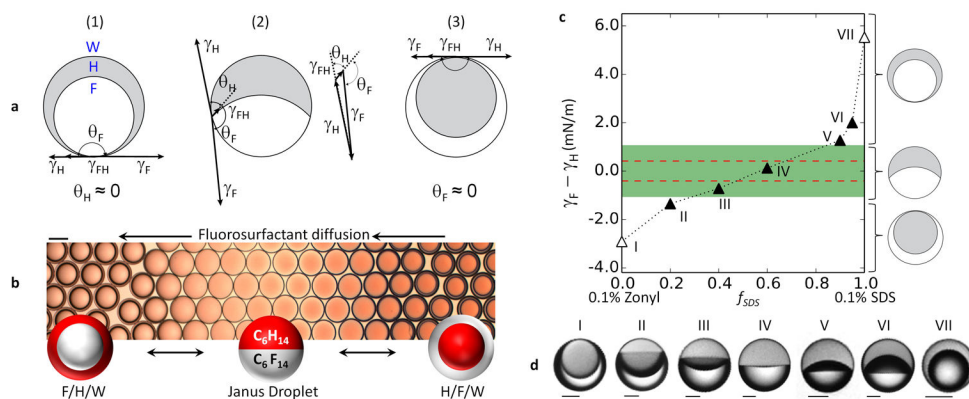 (1)
(2)
(3)
a
W
H
F
θF
γH
γFH
γF
θH ≈ 0
γH
θH
γFH
θF
γF
γFH
θH
θF
γH
γF
γF
γFH
γH
θF ≈ 0
b
Fluorosurfactant diffusion
C6H14
C6F14
F/H/W
Janus Droplet
H/F/W
c
γF − γH (mN/m)
6.0
4.0
2.0
0.0
-2.0
-4.0
I
II
III
IV
V
VI
VII
0.0 0.2 0.4 0.6 0.8 1.0
0.1% Zonyl fSDS 0.1% SDS
d
I II III IV V VI VII